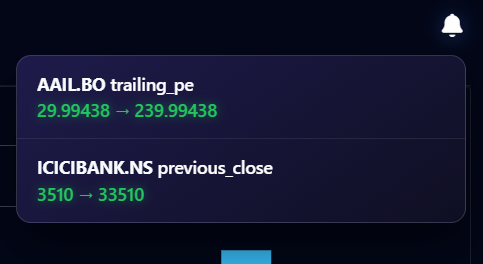 AAIL.BO trailing_pe
29.99438 → 239.99438
ICICIBANK.NS previous_close
3510 → 33510